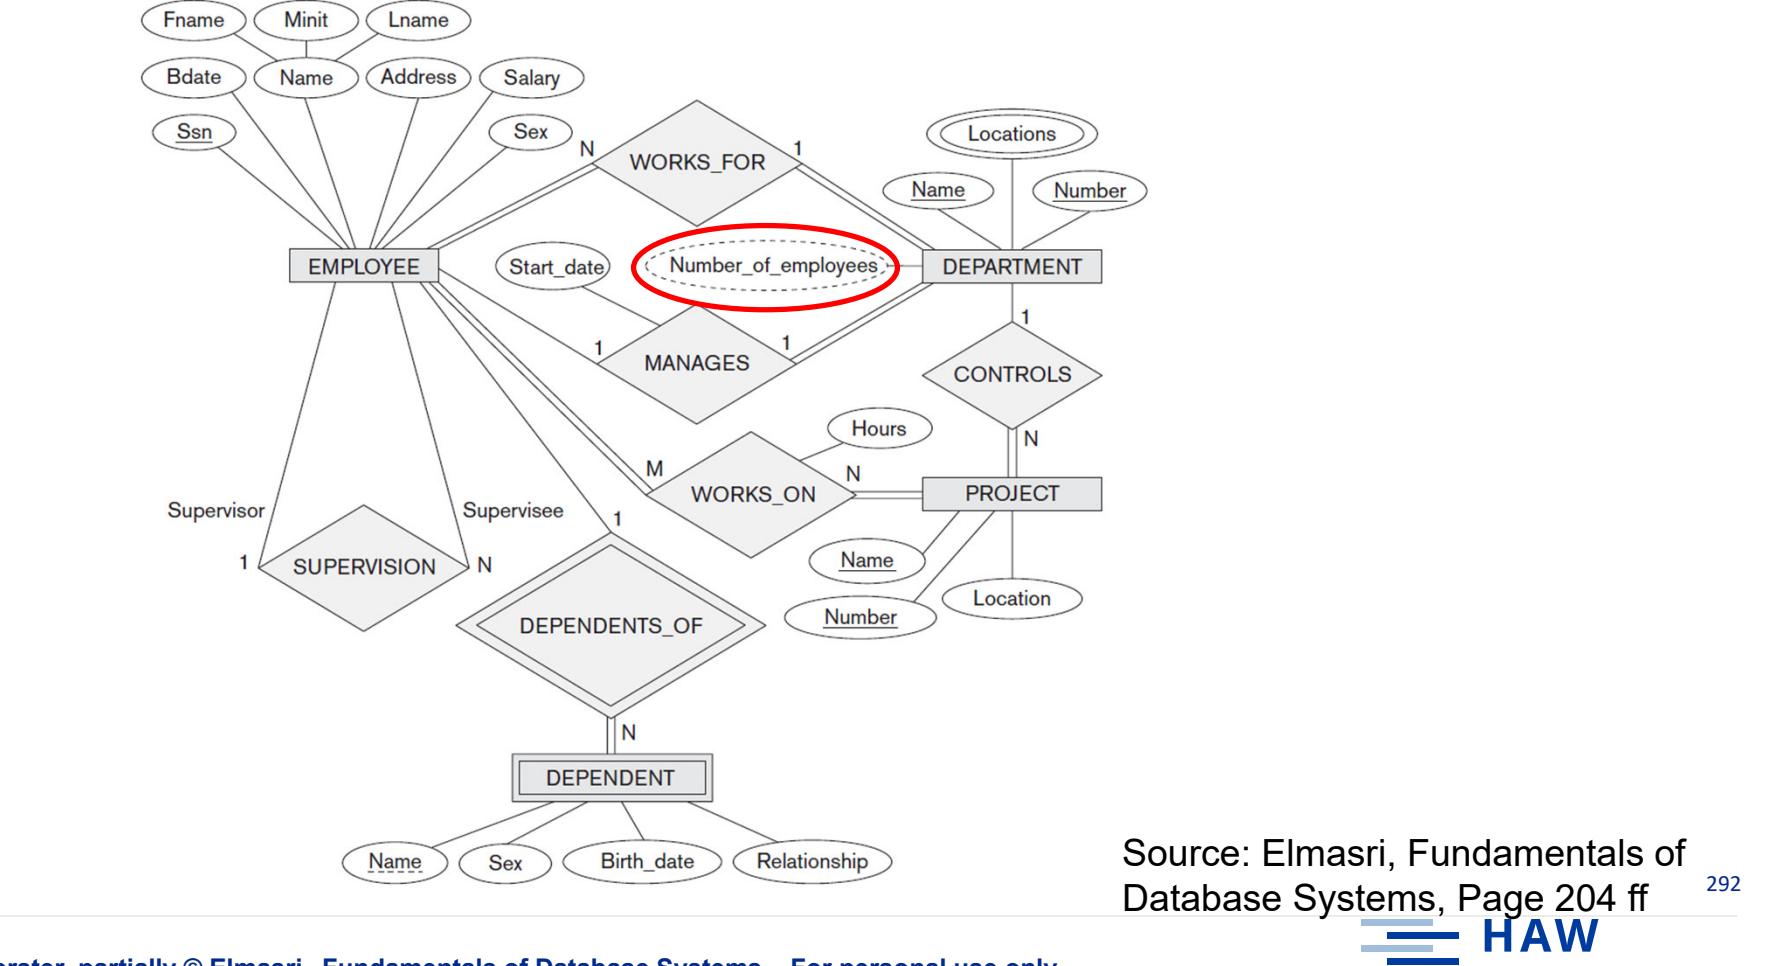 Fname Minit Lname
Bdate Name Address Salary
Ssn Sex
N WORKS_FOR 1
Locations
Name Number
EMPLOYEE Start_date Number_of_employees DEPARTMENT
1 MANAGES 1
1
CONTROLS
N
Hours
M WORKS_ON N PROJECT
Supervisor Supervisee
1 SUPERVISION N
1
Name
Number Location
DEPENDENTS_OF
N
DEPENDENT
Name Sex Birth_date Relationship
Source: Elmasri, Fundamentals of
Database Systems, Page 204 ff
292
HAW
partially © Elmasri Fundamentals of Database Systems For personal use only